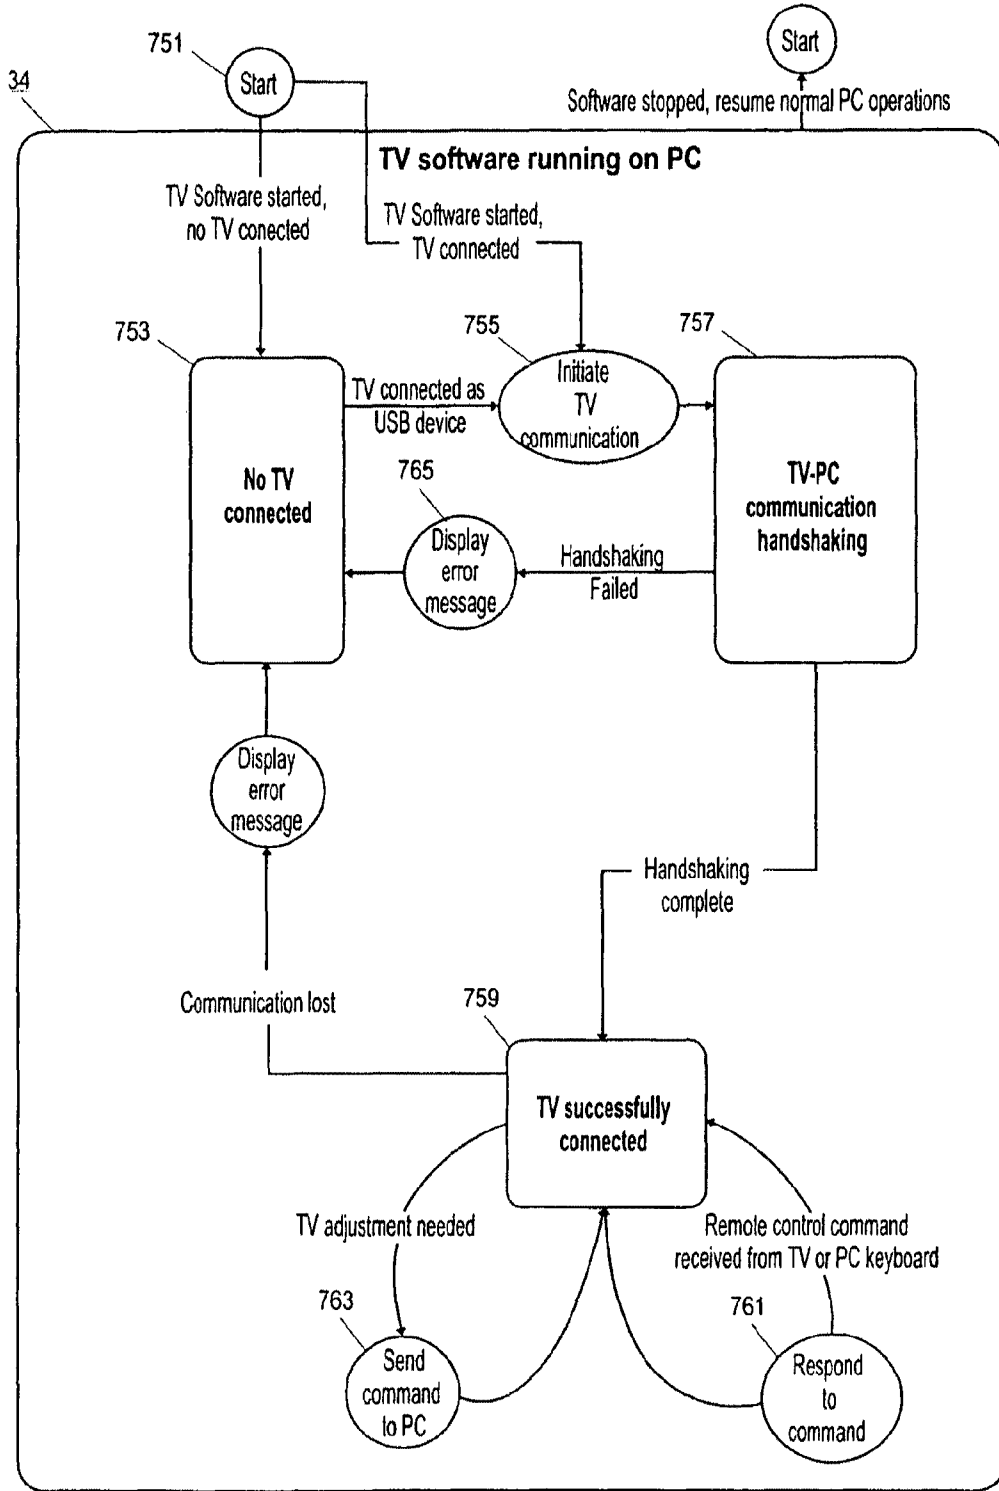 751
Start
Start
34
Software stopped, resume normal PC operations
TV software running on PC
TV Software started,
no TV conected
TV Software started,
TV connected
753
755
757
Initiate
TV
communication
TV connected as
USB device
No TV
connected
TV-PC
communication
handshaking
765
Display
error
message
Handshaking
Failed
Display
error
message
Handshaking
complete
Communication lost
759
TV successfully
connected
TV adjustment needed
Remote control command
received from TV or PC keyboard
763
761
Send
command
to PC
Respond
to
command